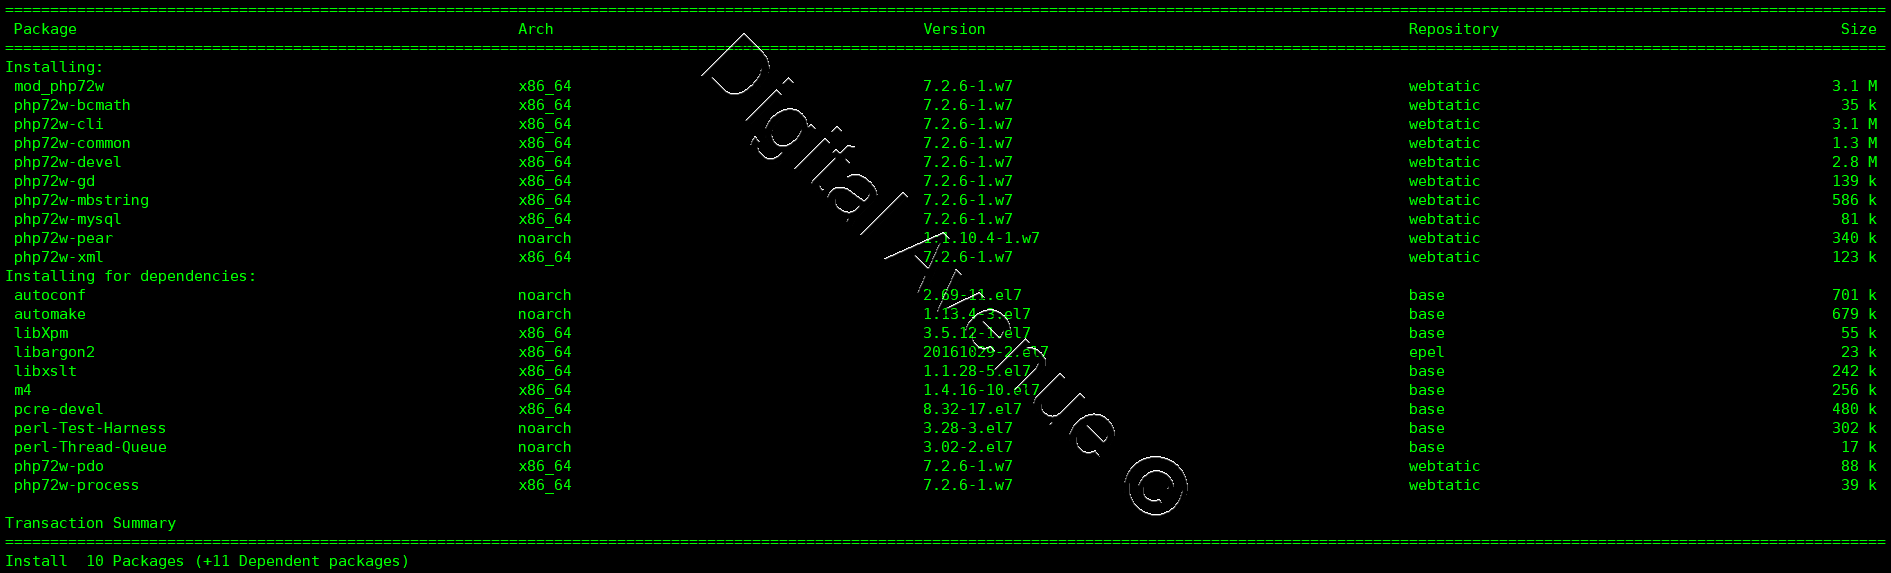 ================================================================================
Package Arch Version Repository Size
================================================================================
Installing:
mod_php72w x86_64 7.2.6-1.w7 webtatic 3.1 M
php72w-bcmath x86_64 7.2.6-1.w7 webtatic 35 k
php72w-cli x86_64 7.2.6-1.w7 webtatic 3.1 M
php72w-common x86_64 7.2.6-1.w7 webtatic 1.3 M
php72w-devel x86_64 7.2.6-1.w7 webtatic 2.8 M
php72w-gd x86_64 7.2.6-1.w7 webtatic 139 k
php72w-mbstring x86_64 7.2.6-1.w7 webtatic 586 k
php72w-mysql x86_64 7.2.6-1.w7 webtatic 81 k
php72w-pear noarch 1:1.10.4-1.w7 webtatic 340 k
php72w-xml x86_64 7.2.6-1.w7 webtatic 123 k
Installing for dependencies:
autoconf noarch 2.69-11.el7 base 701 k
automake noarch 1.13.4-3.el7 base 679 k
libXpm x86_64 3.5.12-1.el7 base 55 k
libargon2 x86_64 20161029-2.el7 epel 23 k
libxslt x86_64 1.1.28-5.el7 base 242 k
m4 x86_64 1.4.16-10.el7 base 256 k
pcre-devel x86_64 8.32-17.el7 base 480 k
perl-Test-Harness noarch 3.28-3.el7 base 302 k
perl-Thread-Queue noarch 3.02-2.el7 base 17 k
php72w-pdo x86_64 7.2.6-1.w7 webtatic 88 k
php72w-process x86_64 7.2.6-1.w7 webtatic 39 k
Transaction Summary
================================================================================
Install 10 Packages (+11 Dependent packages)
Digital Avenue ©